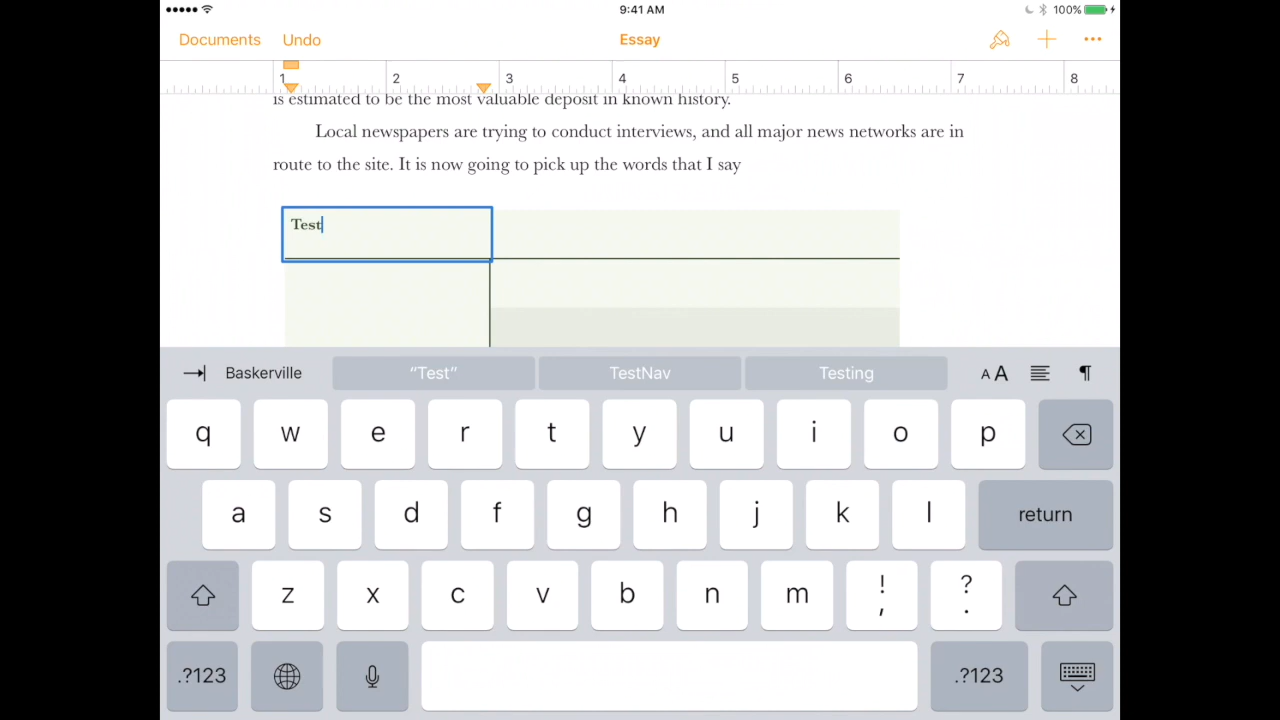 9:41 AM
100%
Documents Undo Essay
1 2 3 4 5 6 7 8
is estimated to be the most valuable deposit in known history.
Local newspapers are trying to conduct interviews, and all major news networks are in
route to the site. It is now going to pick up the words that I say
Test
Baskerville “Test” TestNav Testing AA ¶
q w e r t y u i o p
a s d f g h j k l return
z x c v b n m ! , ? .
.?123 .?123